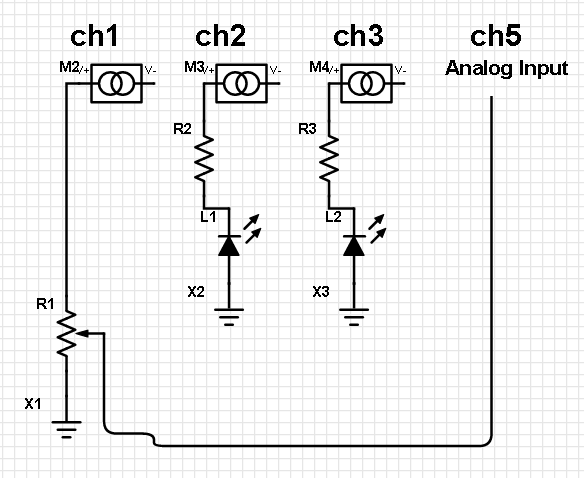 ch1 ch2 ch3 ch5
Analog Input
M2 V+ V- M3 V+ V- M4 V+ V-
R2 R3
L1 L2
X2 X3
R1
X1